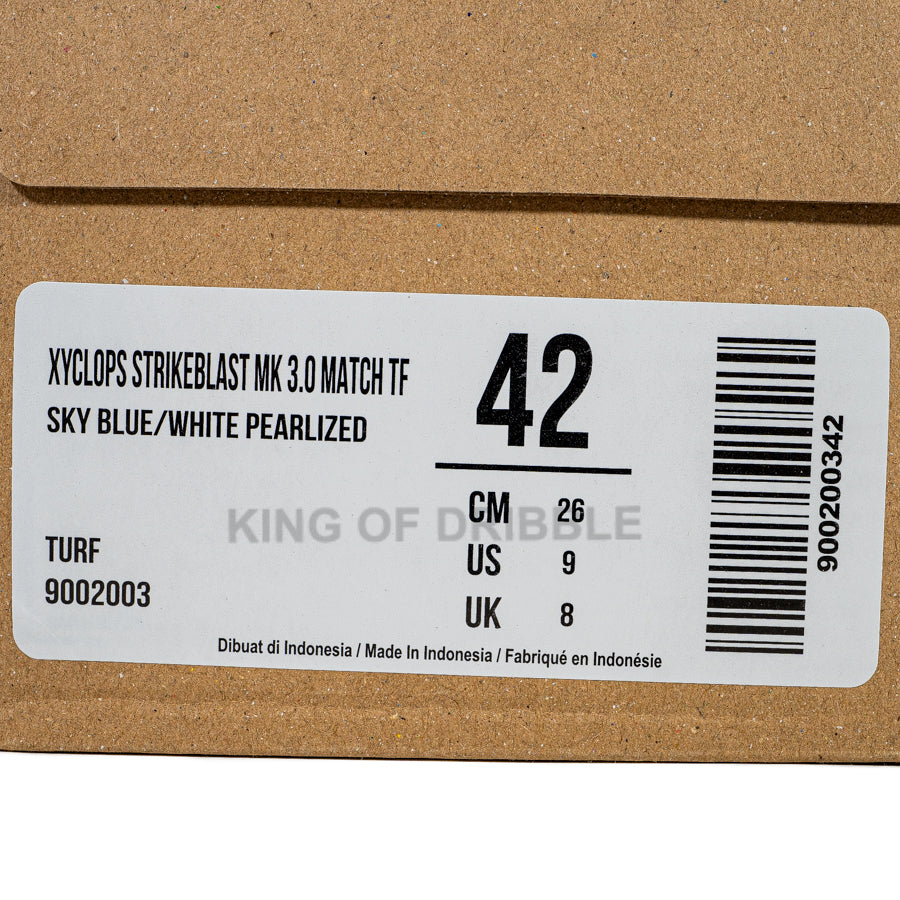 XYCLOPS STRIKEBLAST MK 3.0 MATCH TF
SKY BLUE/WHITE PEARLIZED
42
KING OF DRIBBLE
CM 26
US 9
UK 8
TURF
9002003
Dibuat di Indonesia / Made In Indonesia / Fabriqué en Indonésie
900200342